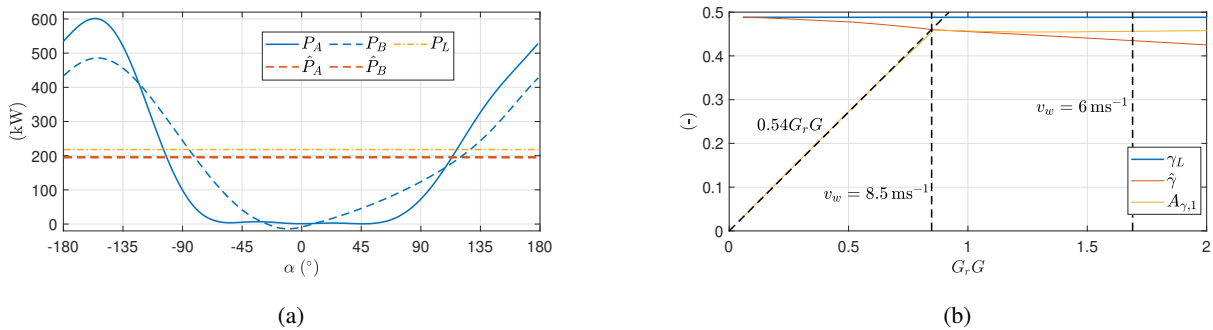 600
500
400
300
200
100
0
(kW)
-180 -135 -90 -45 0 45 90 135 180
α (°)
P_A P_B P_L
P̂_A P̂_B
(a)
0.5
0.4
0.3
0.2
0.1
0
(-)
0 0.5 1 1.5 2
G_rG
0.54G_rG
v_w = 8.5 ms⁻¹
v_w = 6 ms⁻¹
γ_L
γ̂
A_γ,1
(b)